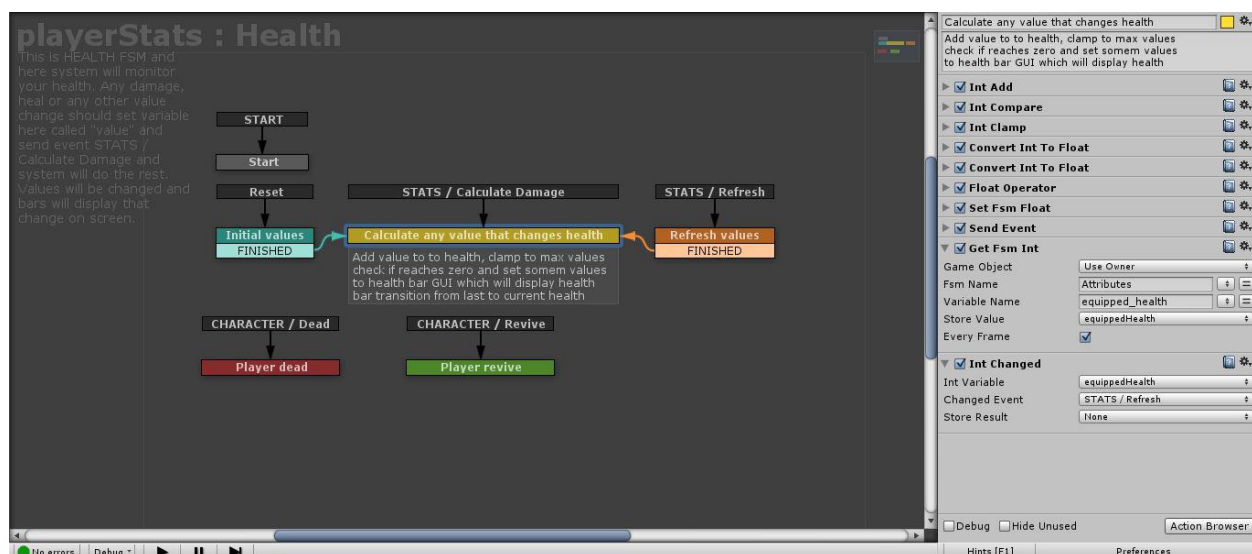 playerStats : Health
This is HEALTH FSM and
here system will monitor
your health. Any damage,
heal or any other value
change should set variable
here called "value" and
send event STATS /
Calculate Damage and
system will do the rest.
Values will be changed and
bars will display that
change on screen.
START
Start
Reset
STATS / Calculate Damage
STATS / Refresh
Initial values
Calculate any value that changes health
Refresh values
FINISHED
FINISHED
Add value to to health, clamp to max values
check if reaches zero and set somem values
to health bar GUI which will display health
bar transition from last to current health
CHARACTER / Dead
CHARACTER / Revive
Player dead
Player revive
No errors
Debug
Calculate any value that changes health
Add value to to health, clamp to max values
check if reaches zero and set somem values
to health bar GUI which will display health
Int Add
Int Compare
Int Clamp
Convert Int To Float
Convert Int To Float
Float Operator
Set Fsm Float
Send Event
Get Fsm Int
Game Object Use Owner
Fsm Name Attributes
Variable Name equipped_health
Store Value equippedHealth
Every Frame
Int Changed
Int Variable equippedHealth
Changed Event STATS / Refresh
Store Result None
Debug Hide Unused Action Browser
Hints [F1] Preferences